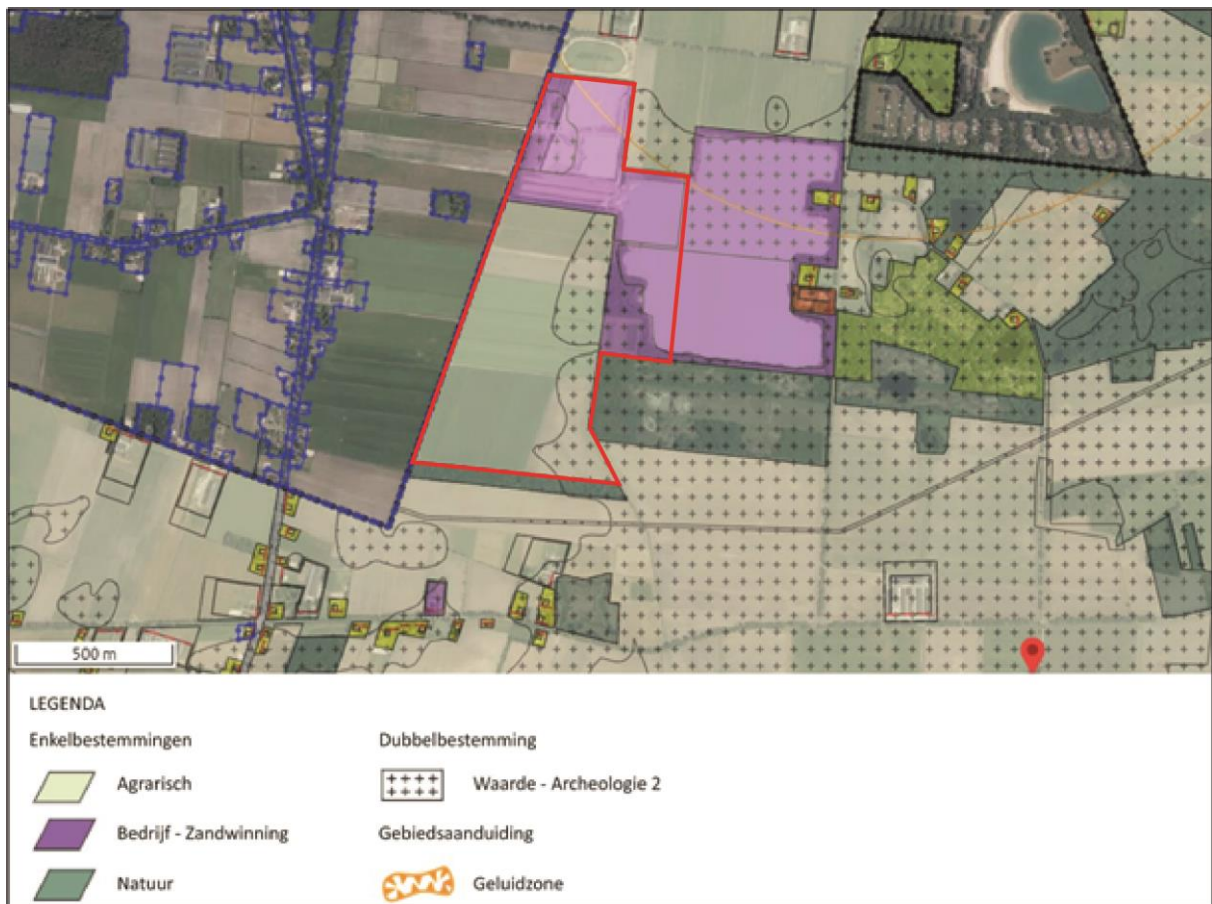 500 m
LEGENDA
Enkelbestemmingen
Dubbelbestemming
Agrarisch
Waarde - Archeologie 2
Bedrijf - Zandwinning
Gebiedsaanduiding
Natuur
Geluidzone